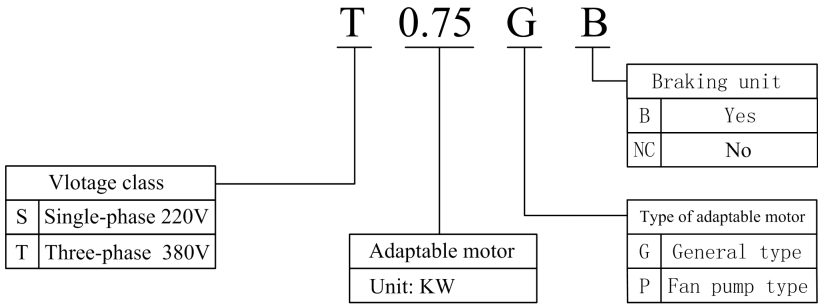 T 0.75 G B
Braking unit
B Yes
NC No
Vlotage class
S Single-phase 220V
T Three-phase 380V
Adaptable motor
Unit: KW
Type of adaptable motor
G General type
P Fan pump type